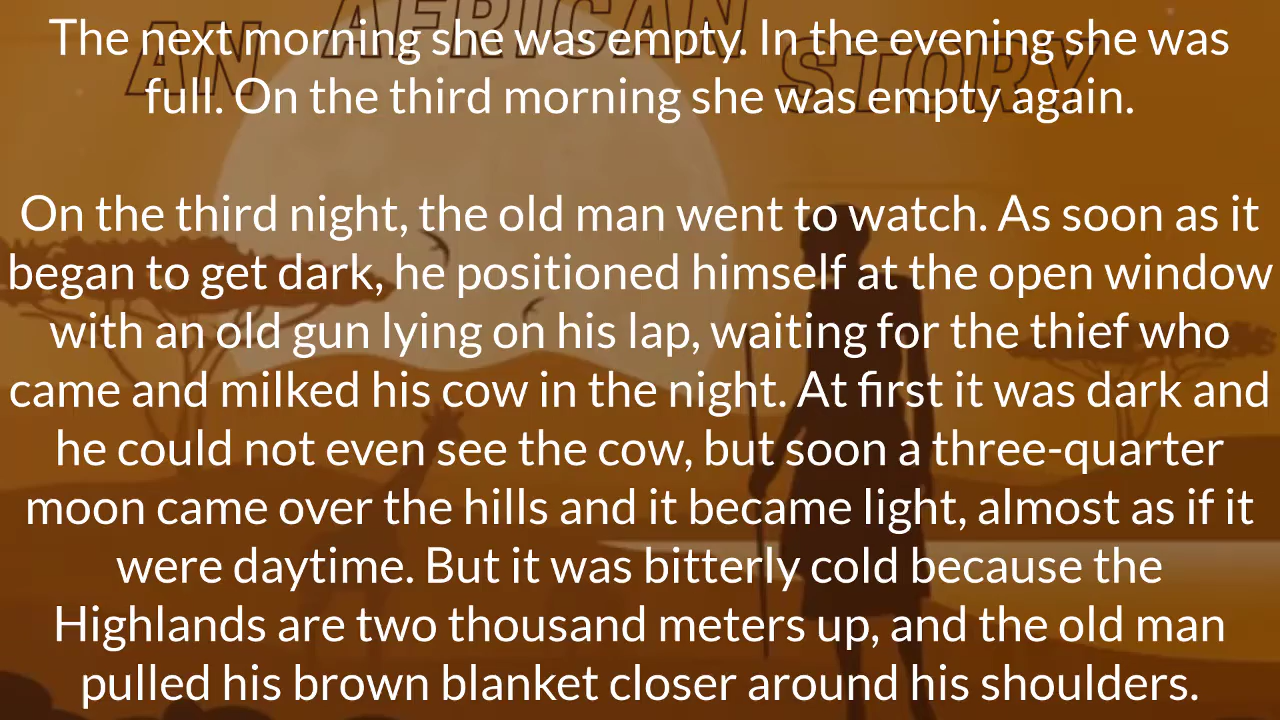 AN AFRICAN STORY
The next morning she was empty. In the evening she was
full. On the third morning she was empty again.
On the third night, the old man went to watch. As soon as it
began to get dark, he positioned himself at the open window
with an old gun lying on his lap, waiting for the thief who
came and milked his cow in the night. At first it was dark and
he could not even see the cow, but soon a three-quarter
moon came over the hills and it became light, almost as if it
were daytime. But it was bitterly cold because the
Highlands are two thousand meters up, and the old man
pulled his brown blanket closer around his shoulders.